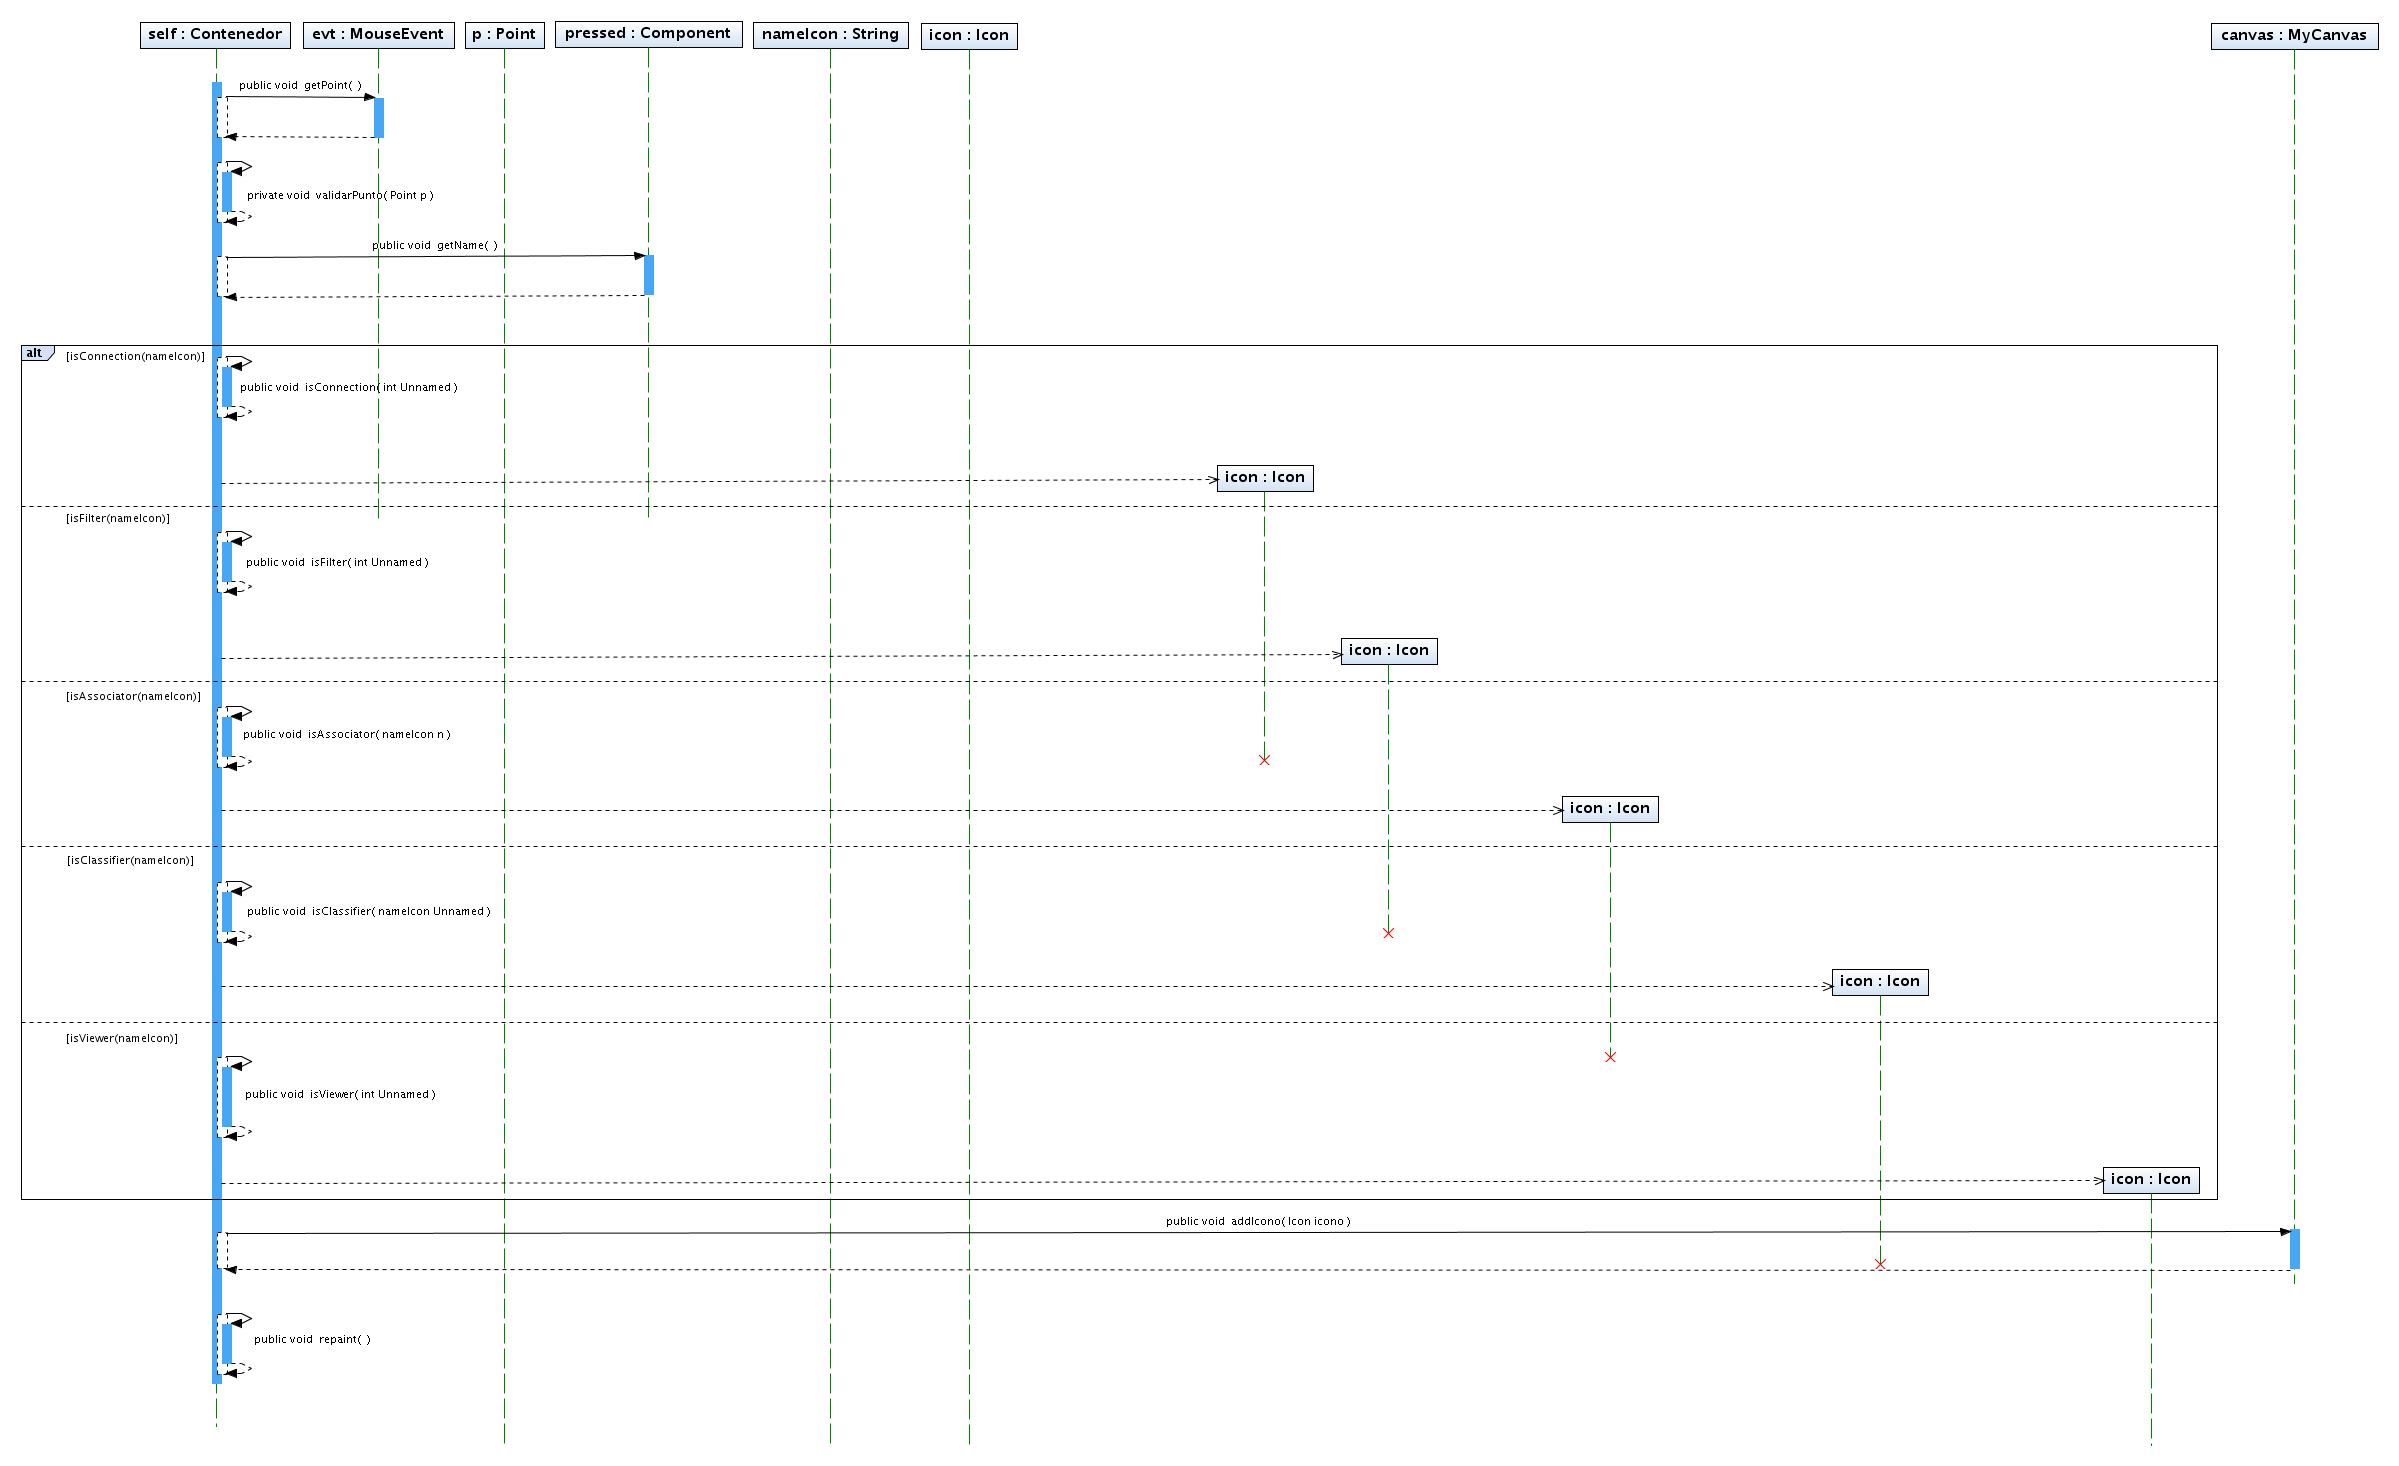 self : Contenedor
evt : MouseEvent
p : Point
pressed : Component
nameIcon : String
icon : Icon
canvas : MyCanvas
public void getPoint( )
private void validarPunto( Point p )
public void getName( )
alt
[isConnection(nameIcon)]
public void isConnection( int Unnamed )
icon : Icon
[isFilter(nameIcon)]
public void isFilter( int Unnamed )
icon : Icon
[isAssociator(nameIcon)]
public void isAssociator( nameIcon n )
icon : Icon
[isClassifier(nameIcon)]
public void isClassifier( nameIcon Unnamed )
icon : Icon
[isViewer(nameIcon)]
public void isViewer( int Unnamed )
icon : Icon
public void addIcono( Icon icono )
public void repaint( )